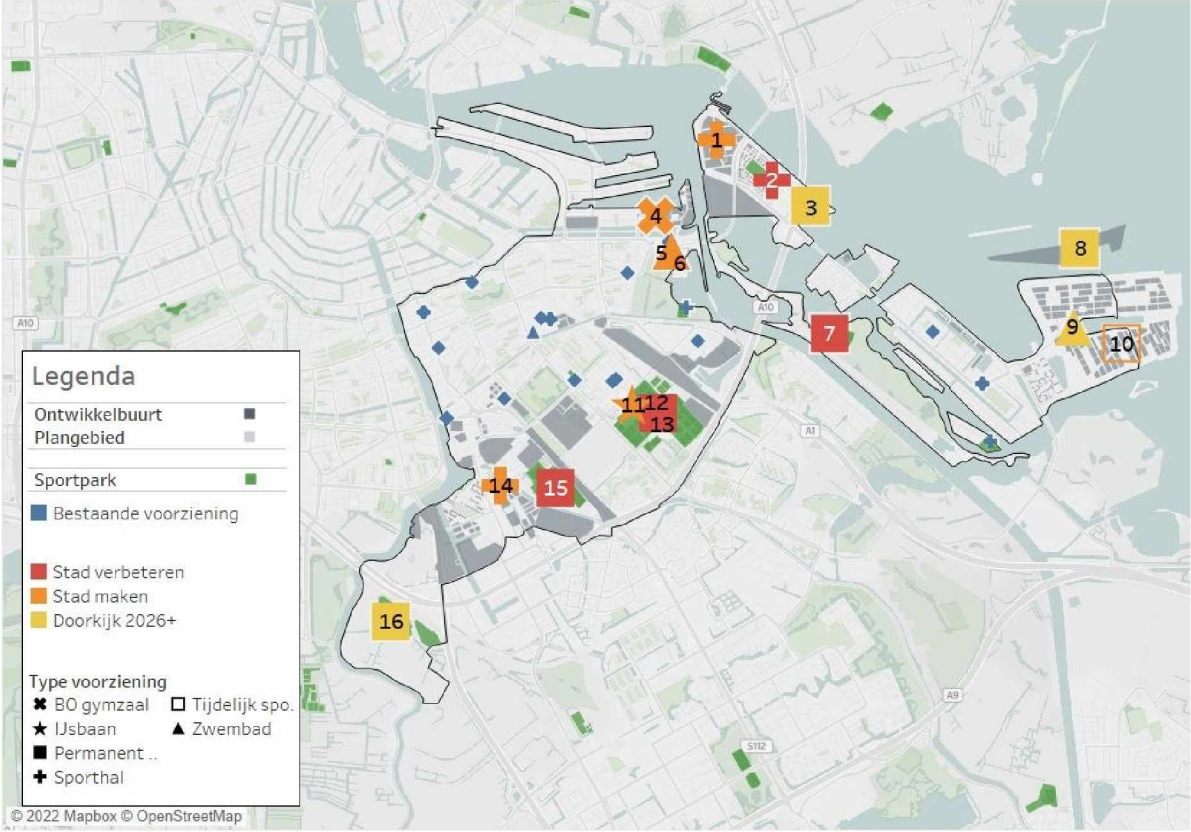 1
2
3
4
5
6
8
A10
7
9
10
A10
Legenda
Ontwikkelbuurt
Plangebied
Sportpark
Bestaande voorziening
Stad verbeteren
Stad maken
Doorkijk 2026+
Type voorziening
BO gymzaal Tijdelijk spo.
IJsbaan Zwembad
Permanent ..
Sporthal
11 12
13
A1
14
15
16
A9
S112
© 2022 Mapbox © OpenStreetMap